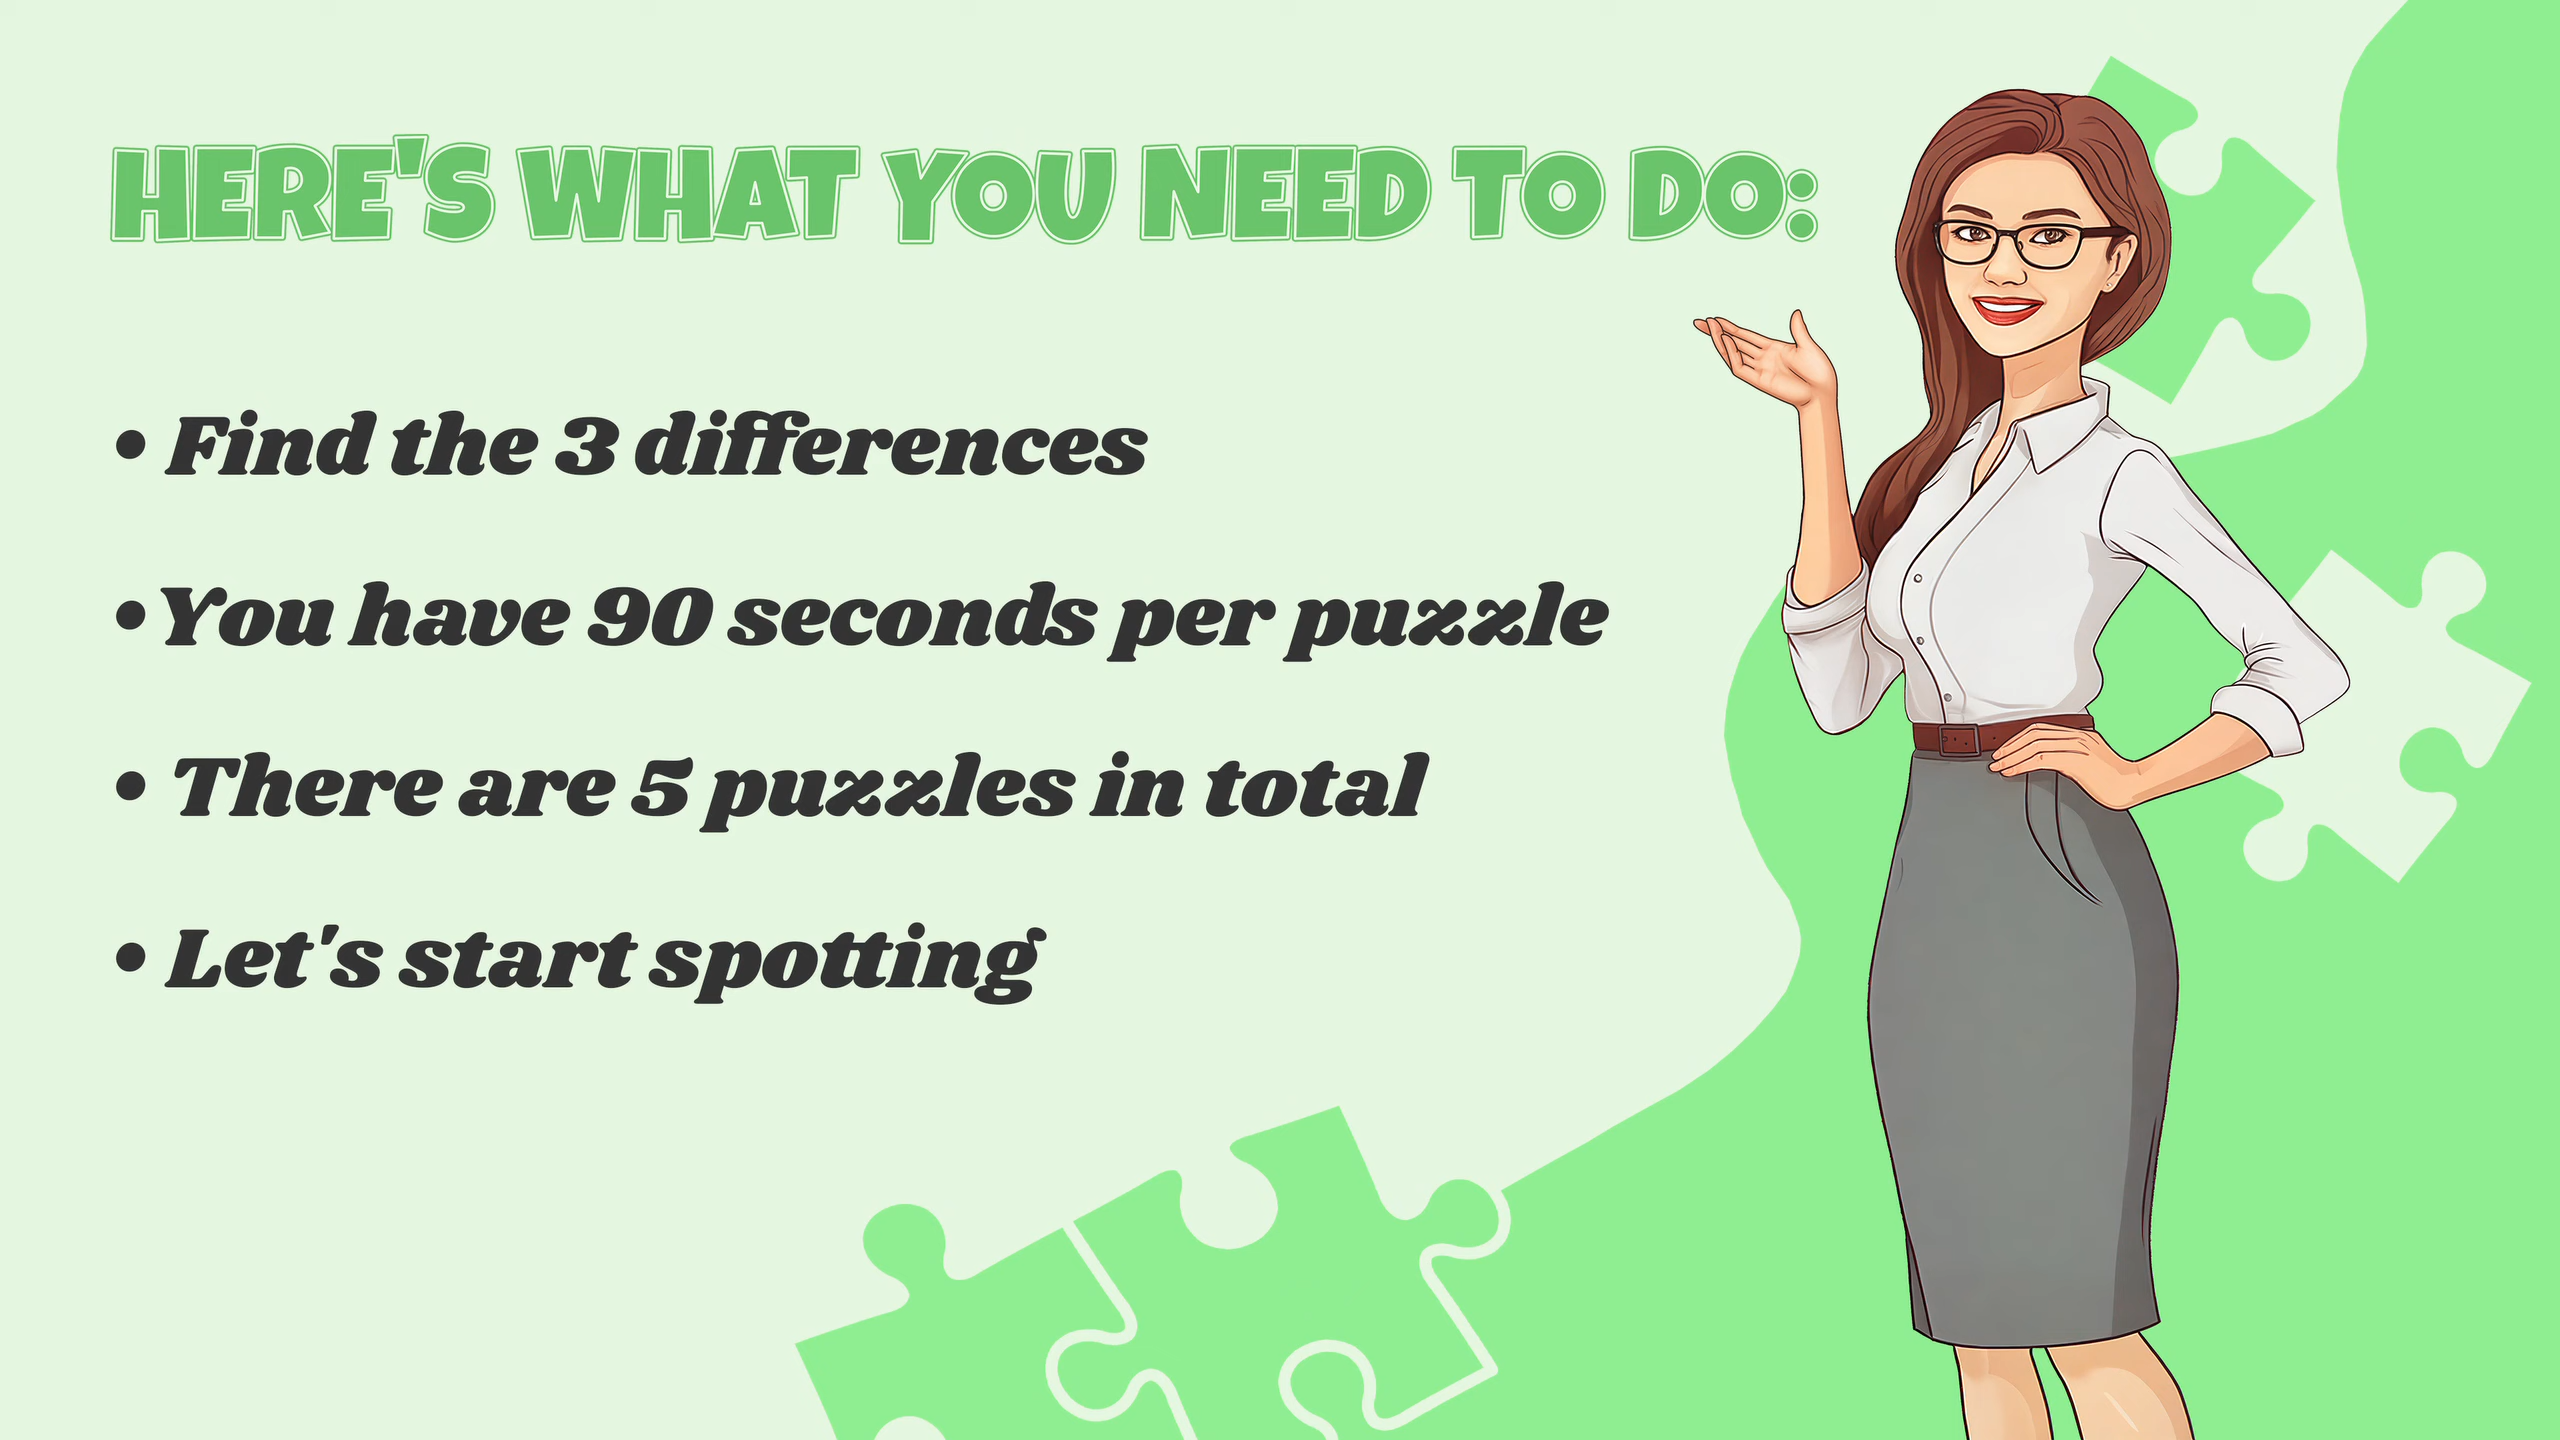 HERE'S WHAT YOU NEED TO DO:
• Find the 3 differences
• You have 90 seconds per puzzle
• There are 5 puzzles in total
• Let's start spotting